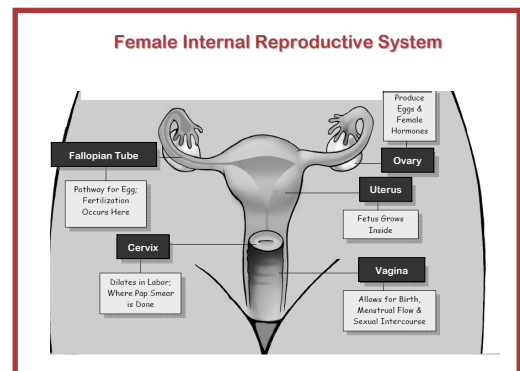 Female Internal Reproductive System
Produce
Eggs &
Female
Hormones
Fallopian Tube
Ovary
Pathway for Egg;
Fertilization
Occurs Here
Uterus
Fetus Grows
Inside
Cervix
Dilates in Labor;
Where Pap Smear
is Done
Vagina
Allows for Birth,
Menstrual Flow &
Sexual Intercourse